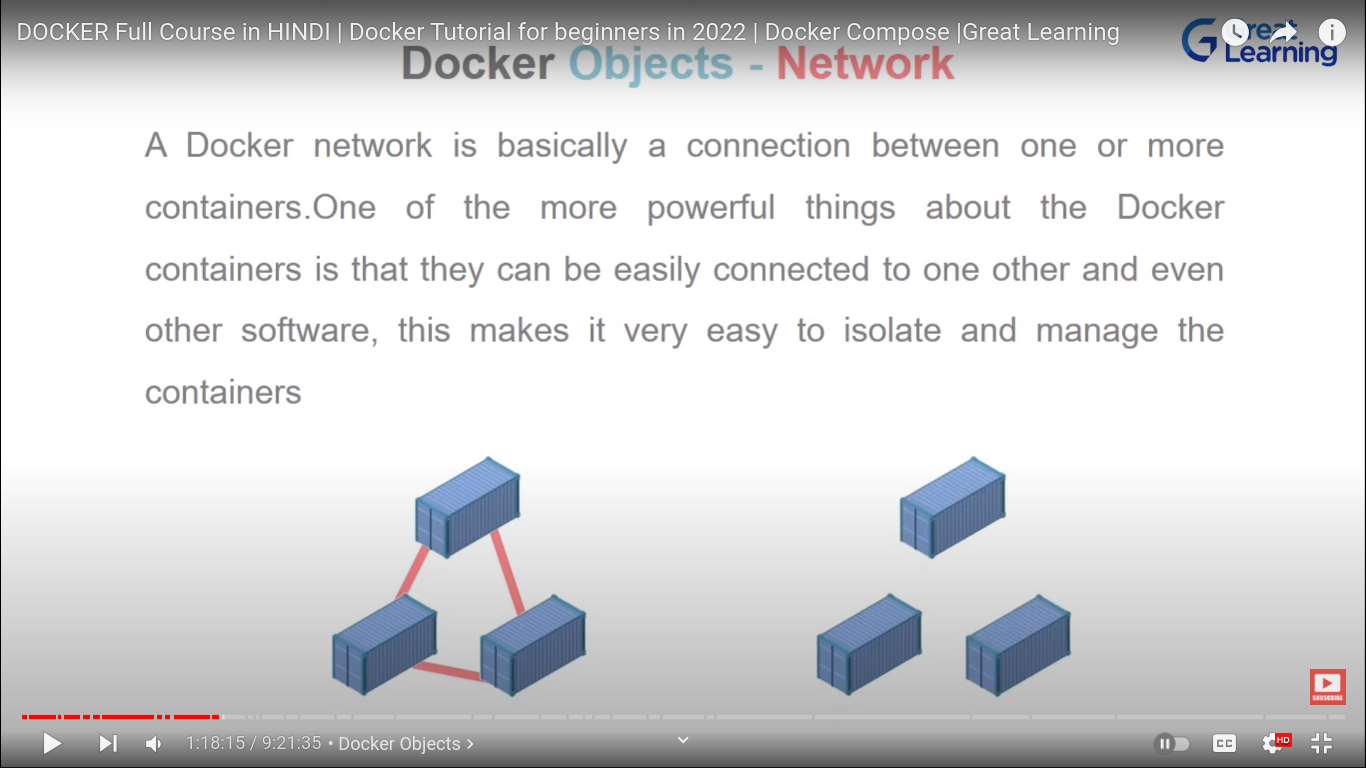 DOCKER Full Course in HINDI | Docker Tutorial for beginners in 2022 | Docker Compose |Great Learning
Great
Learning
Docker Objects - Network
A Docker network is basically a connection between one or more
containers.One of the more powerful things about the Docker
containers is that they can be easily connected to one other and even
other software, this makes it very easy to isolate and manage the
containers
SUBSCRIBE
1:18:15 / 9:21:35 • Docker Objects
CC
HD